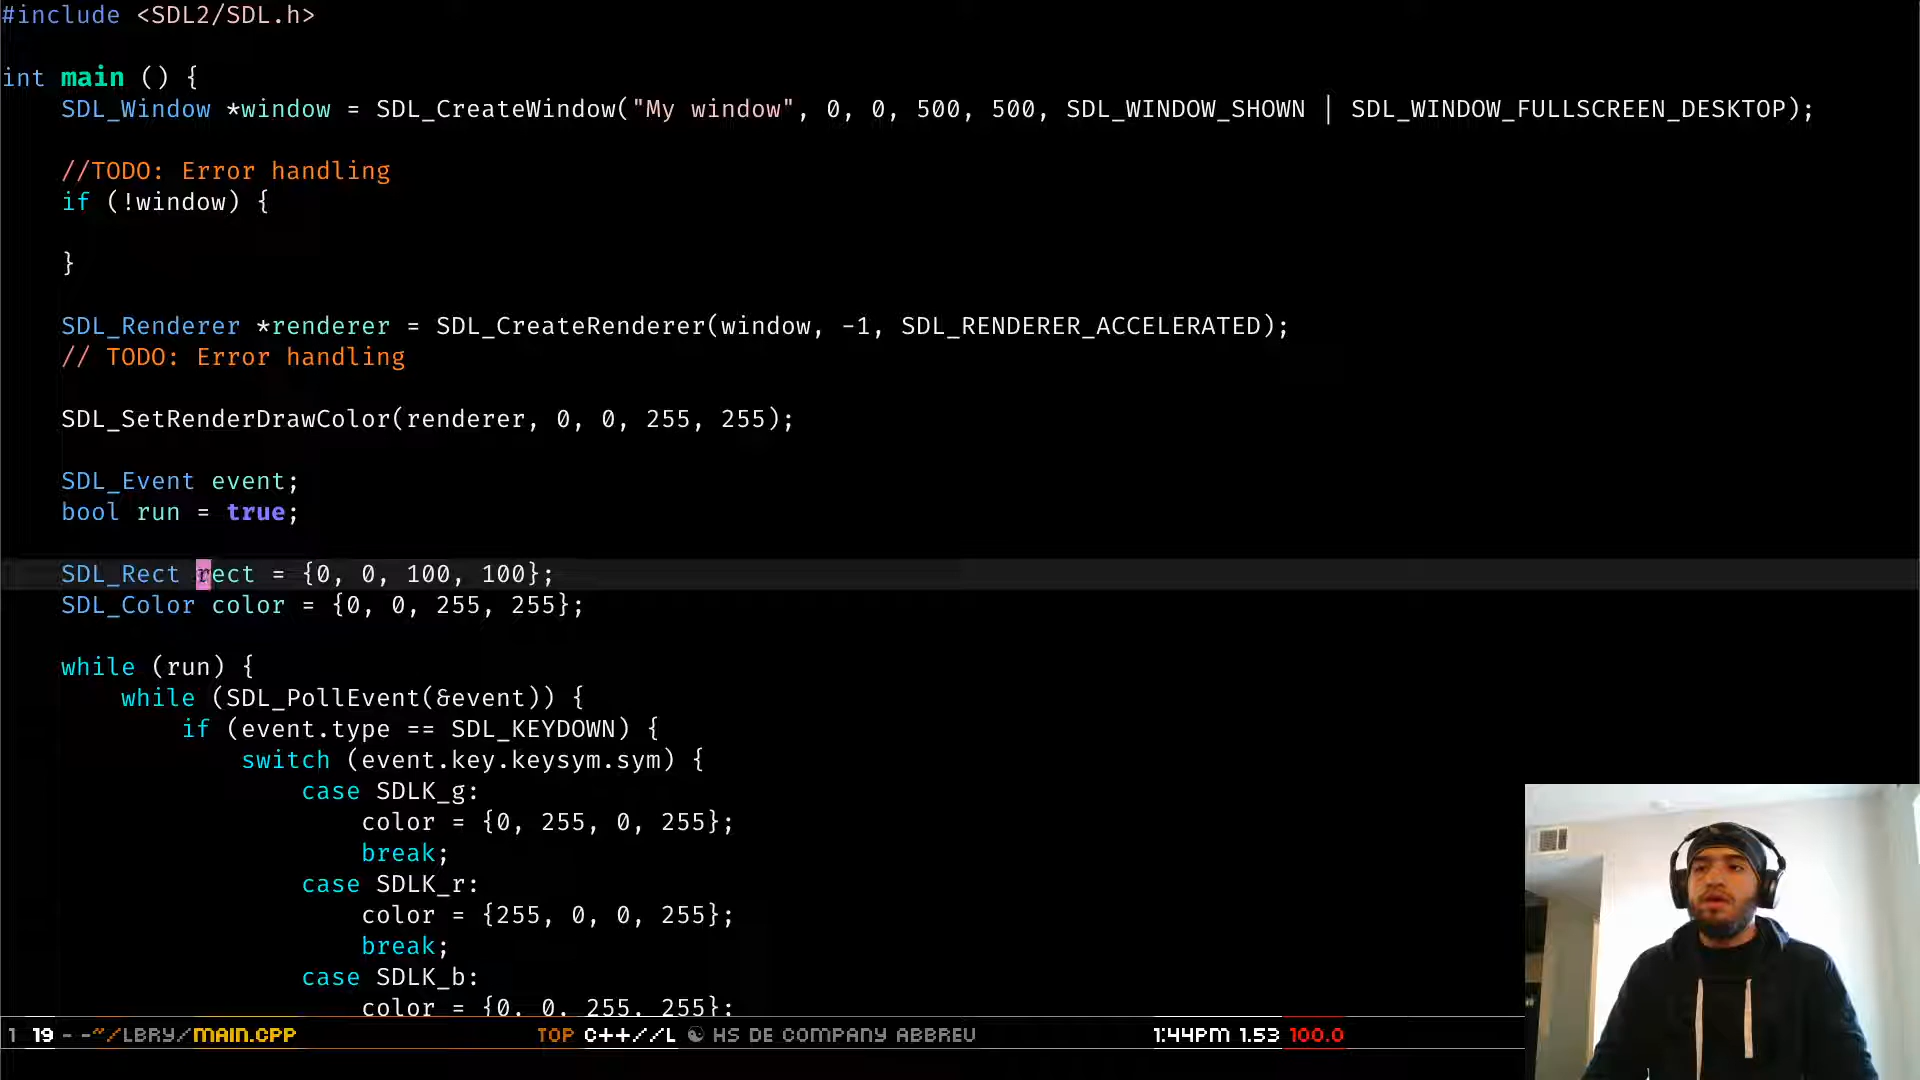 #include <SDL2/SDL.h>
int main () {
SDL_Window *window = SDL_CreateWindow("My window", 0, 0, 500, 500, SDL_WINDOW_SHOWN | SDL_WINDOW_FULLSCREEN_DESKTOP);
//TODO: Error handling
if (!window) {
}
SDL_Renderer *renderer = SDL_CreateRenderer(window, -1, SDL_RENDERER_ACCELERATED);
// TODO: Error handling
SDL_SetRenderDrawColor(renderer, 0, 0, 255, 255);
SDL_Event event;
bool run = true;
SDL_Rect rect = {0, 0, 100, 100};
SDL_Color color = {0, 0, 255, 255};
while (run) {
while (SDL_PollEvent(&event)) {
if (event.type == SDL_KEYDOWN) {
switch (event.key.keysym.sym) {
case SDLK_g:
color = {0, 255, 0, 255};
break;
case SDLK_r:
color = {255, 0, 0, 255};
break;
case SDLK_b:
color = {0, 0, 255, 255};
1 19 - -~/LBRY/MAIN.CPP TOP C++//L ☯ HS DE COMPANY ABBREU 1:44PM 1.53 100.0